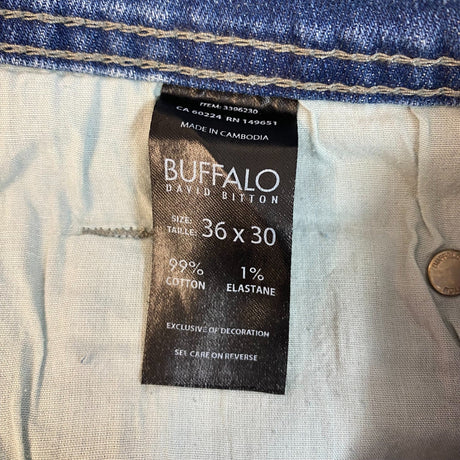 ITEM: 3396230
CA 60224 RN 149651
MADE IN CAMBODIA
BUFFALO
DAVID BITTON
SIZE:
TAILLE: 36 x 30
99% 1%
COTTON ELASTANE
EXCLUSIVE OF DECORATION
SEE CARE ON REVERSE